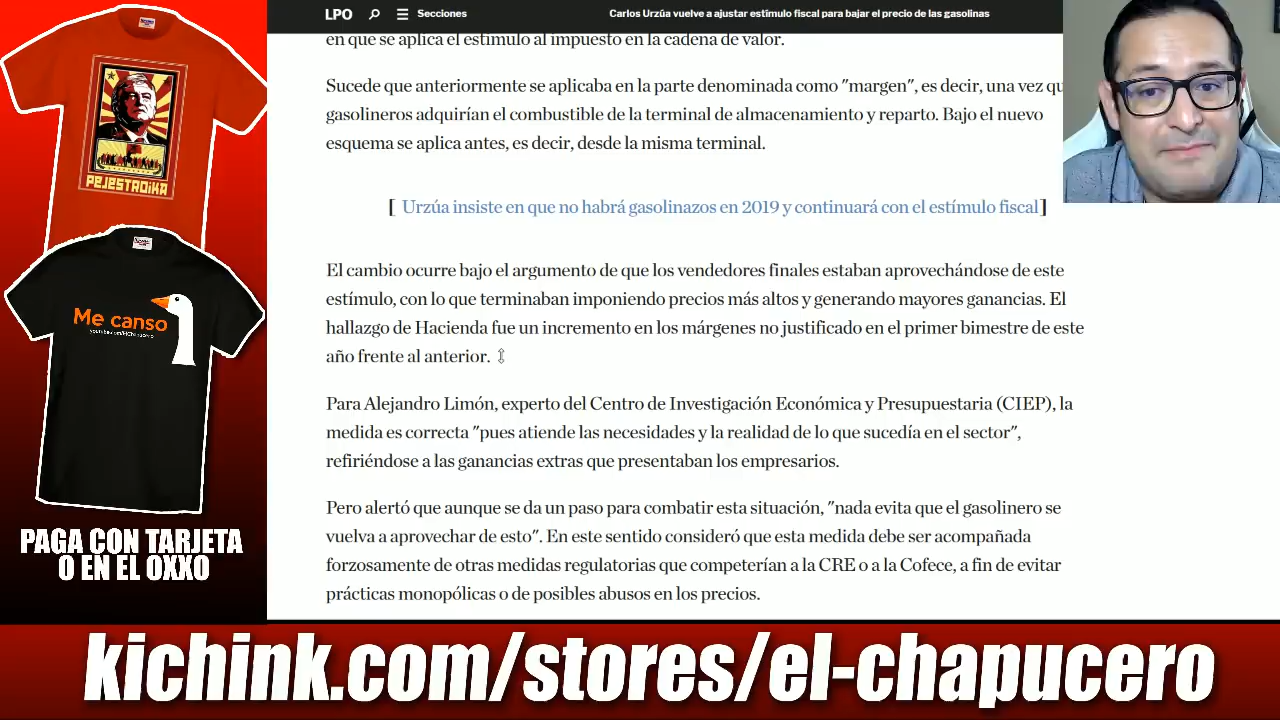 LPO
Secciones
Carlos Urzúa vuelve a ajustar estímulo fiscal para bajar el precio de las gasolinas
en que se aplica el estímulo al impuesto en la cadena de valor.
Sucede que anteriormente se aplicaba en la parte denominada como "margen", es decir, una vez
gasolineros adquirían el combustible de la terminal de almacenamiento y reparto. Bajo el nuevo
esquema se aplica antes, es decir, desde la misma terminal.
[ Urzúa insiste en que no habrá gasolinazos en 2019 y continuará con el estímulo fiscal]
El cambio ocurre bajo el argumento de que los vendedores finales estaban aprovechándose de este
estímulo, con lo que terminaban imponiendo precios más altos y generando mayores ganancias. El
hallazgo de Hacienda fue un incremento en los márgenes no justificado en el primer bimestre de este
año frente al anterior.
Para Alejandro Limón, experto del Centro de Investigación Económica y Presupuestaria (CIEP), la
medida es correcta "pues atiende las necesidades y la realidad de lo que sucedía en el sector",
refiriéndose a las ganancias extras que presentaban los empresarios.
Pero alertó que aunque se da un paso para combatir esta situación, "nada evita que el gasolinero se
vuelva a aprovechar de esto". En este sentido consideró que esta medida debe ser acompañada
forzosamente de otras medidas regulatorias que competerían a la CRE o a la Cofece, a fin de evitar
prácticas monopólicas o de posibles abusos en los precios.
PEJESTROIKA
Me canso
PAGA CON TARJETA
O EN EL OXXO
kichink.com/stores/el-chapucero